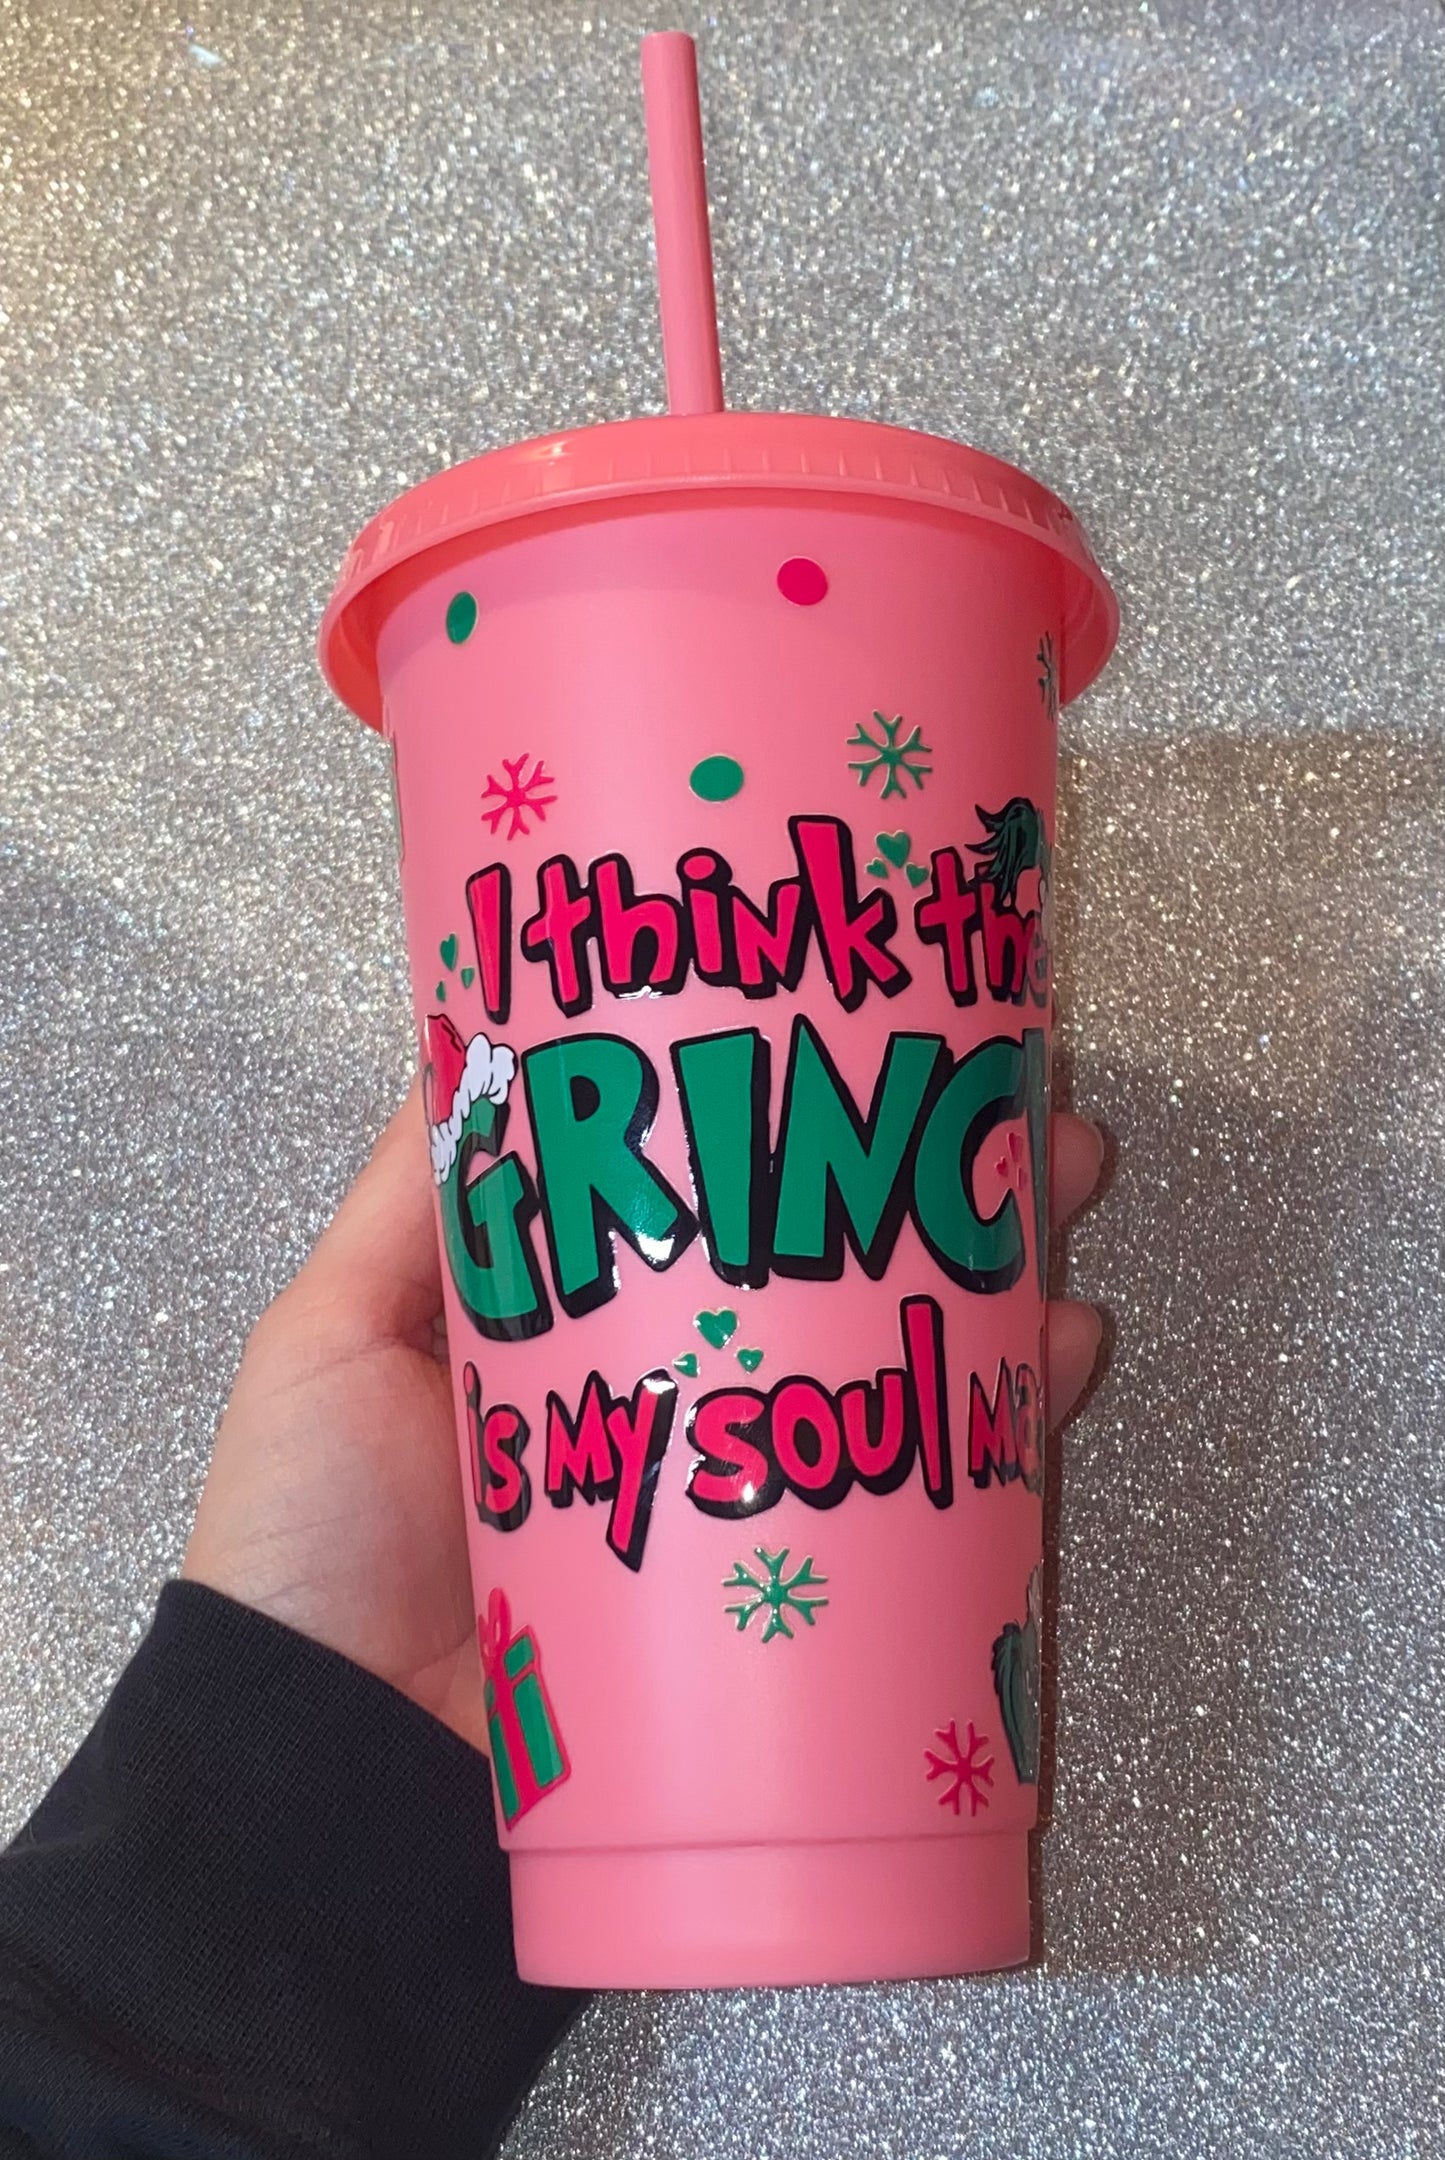 I think the
GRINC
is my soul ma